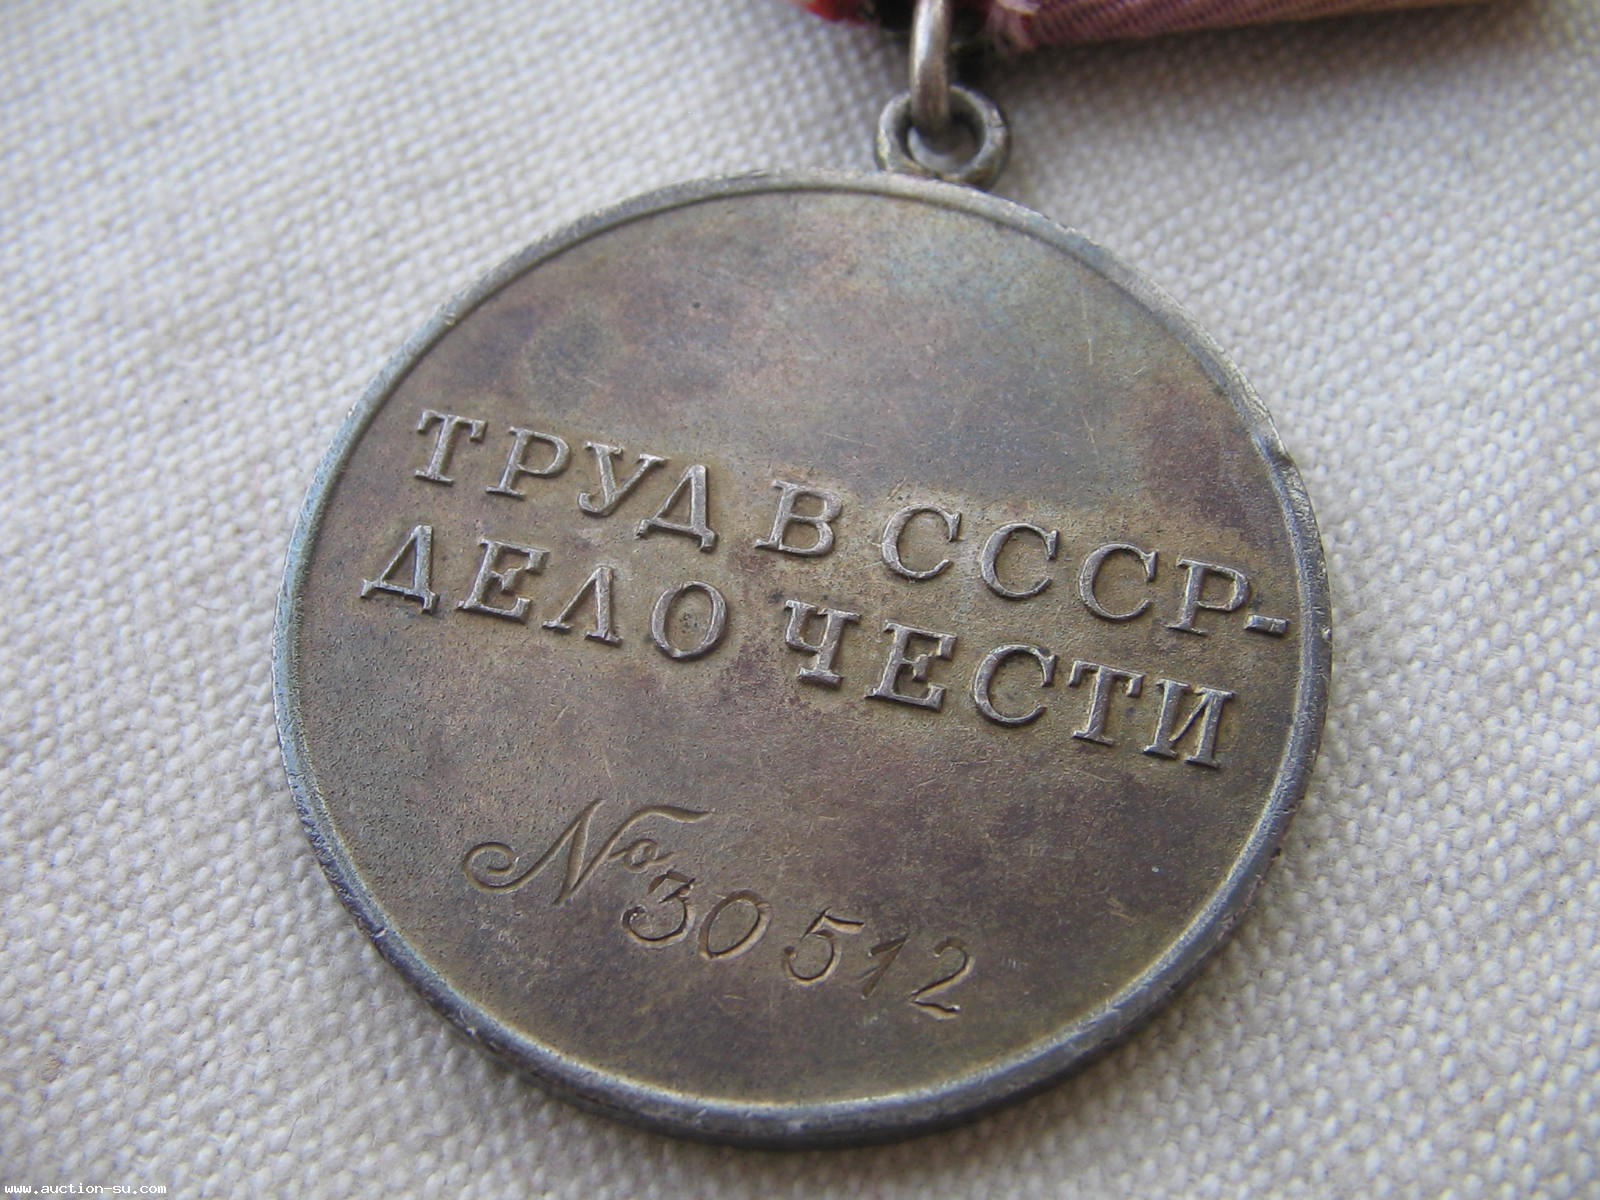 ТРУД В СССР-
ДЕЛО ЧЕСТИ
№ 30512
www.auction-su.com